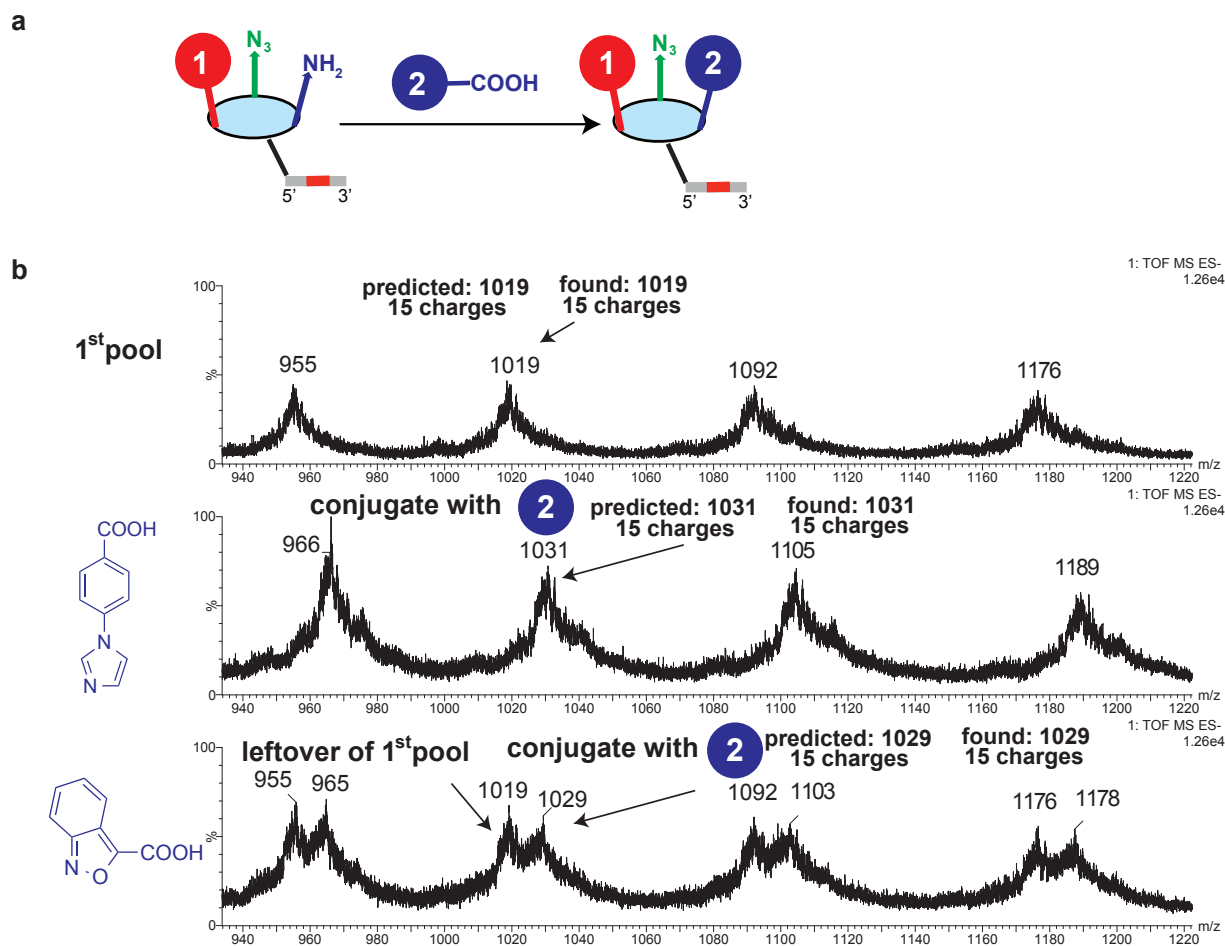 a
1
N3
NH2
2
COOH
1
N3
2
5’
3’
5’
3’
b
1: TOF MS ES-
1.26e4
1st pool
100
%
0
predicted: 1019
15 charges
found: 1019
15 charges
955
1019
1092
1176
940 960 980 1000 1020 1040 1060 1080 1100 1120 1140 1160 1180 1200 1220
m/z
1: TOF MS ES-
1.26e4
COOH
N
N
100
%
0
conjugate with 2
predicted: 1031
15 charges
found: 1031
15 charges
966
1031
1105
1189
940 960 980 1000 1020 1040 1060 1080 1100 1120 1140 1160 1180 1200 1220
m/z
1: TOF MS ES-
1.26e4
N
O
COOH
100
%
0
leftover of 1st pool
conjugate with 2
predicted: 1029
15 charges
found: 1029
15 charges
955
965
1019
1029
1092
1103
1176
1178
940 960 980 1000 1020 1040 1060 1080 1100 1120 1140 1160 1180 1200 1220
m/z